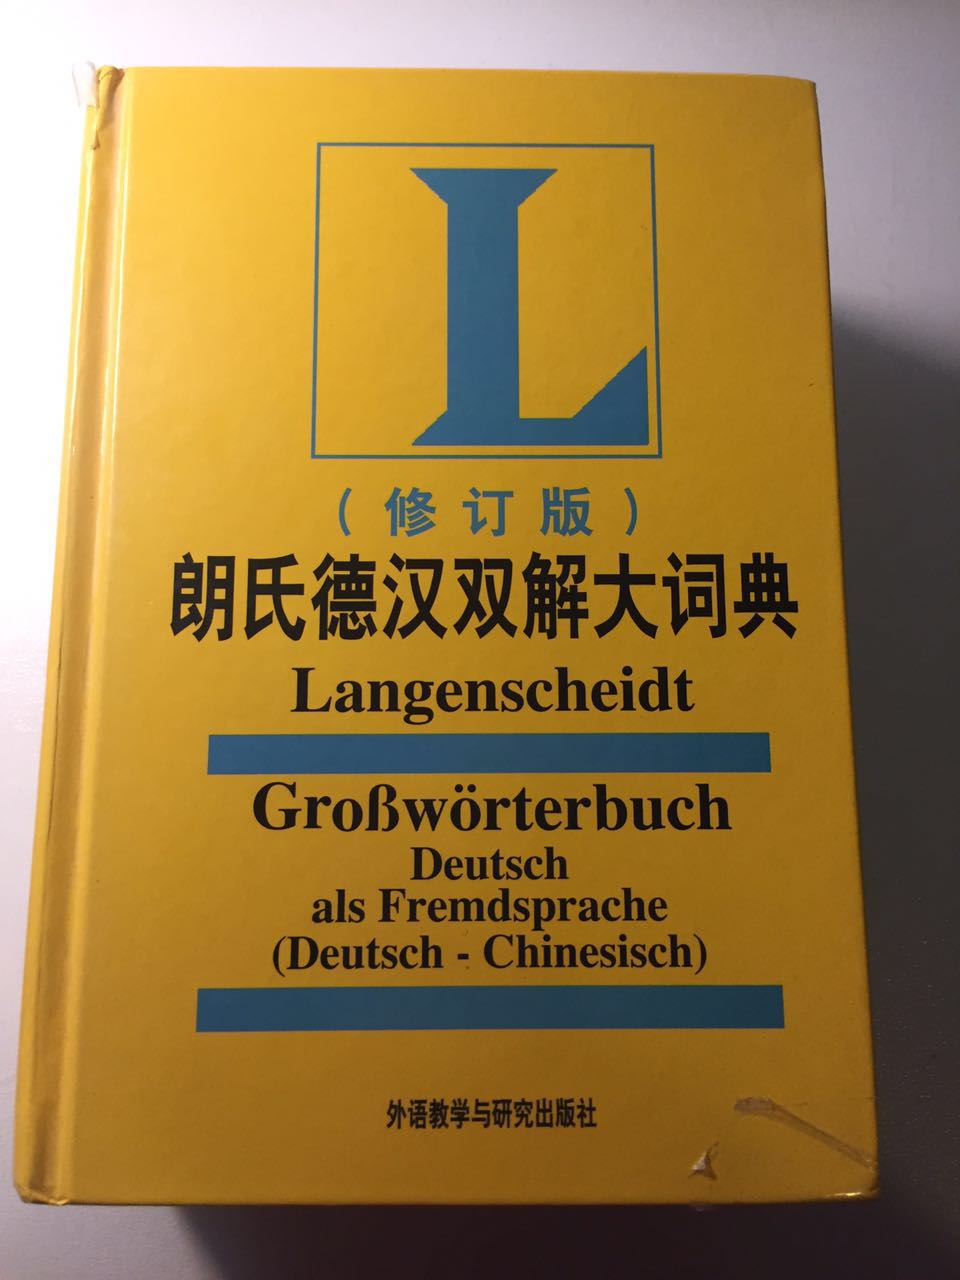 L
(修订版)
朗氏德汉双解大词典
Langenscheidt
Großwörterbuch
Deutsch
als Fremdsprache
(Deutsch - Chinesisch)
外语教学与研究出版社